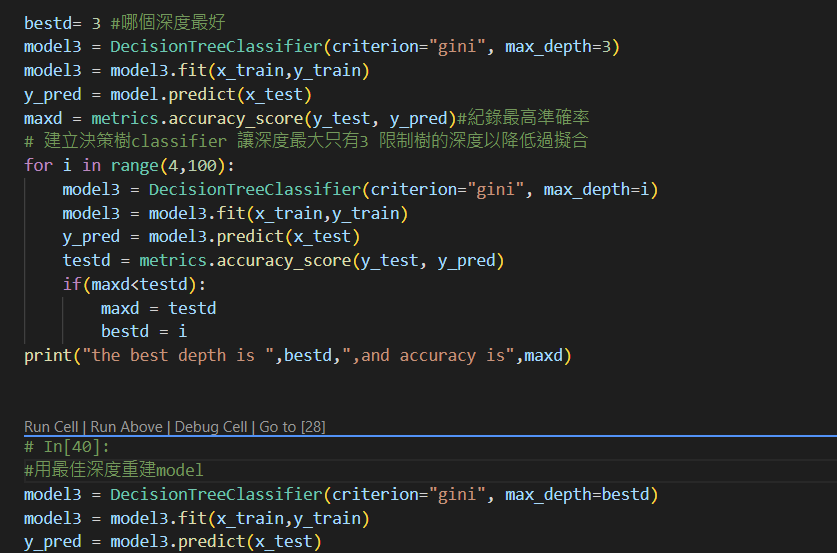 bestd= 3 #哪個深度最好
model3 = DecisionTreeClassifier(criterion="gini", max_depth=3)
model3 = model3.fit(x_train,y_train)
y_pred = model.predict(x_test)
maxd = metrics.accuracy_score(y_test, y_pred)#紀錄最高準確率
# 建立決策樹classifier 讓深度最大只有3 限制樹的深度以降低過擬合
for i in range(4,100):
    model3 = DecisionTreeClassifier(criterion="gini", max_depth=i)
    model3 = model3.fit(x_train,y_train)
    y_pred = model3.predict(x_test)
    testd = metrics.accuracy_score(y_test, y_pred)
    if(maxd<testd):
        maxd = testd
        bestd = i
print("the best depth is ",bestd,",and accuracy is",maxd)
Run Cell | Run Above | Debug Cell | Go to [28]
# In[40]:
#用最佳深度重建model
model3 = DecisionTreeClassifier(criterion="gini", max_depth=bestd)
model3 = model3.fit(x_train,y_train)
y_pred = model3.predict(x_test)